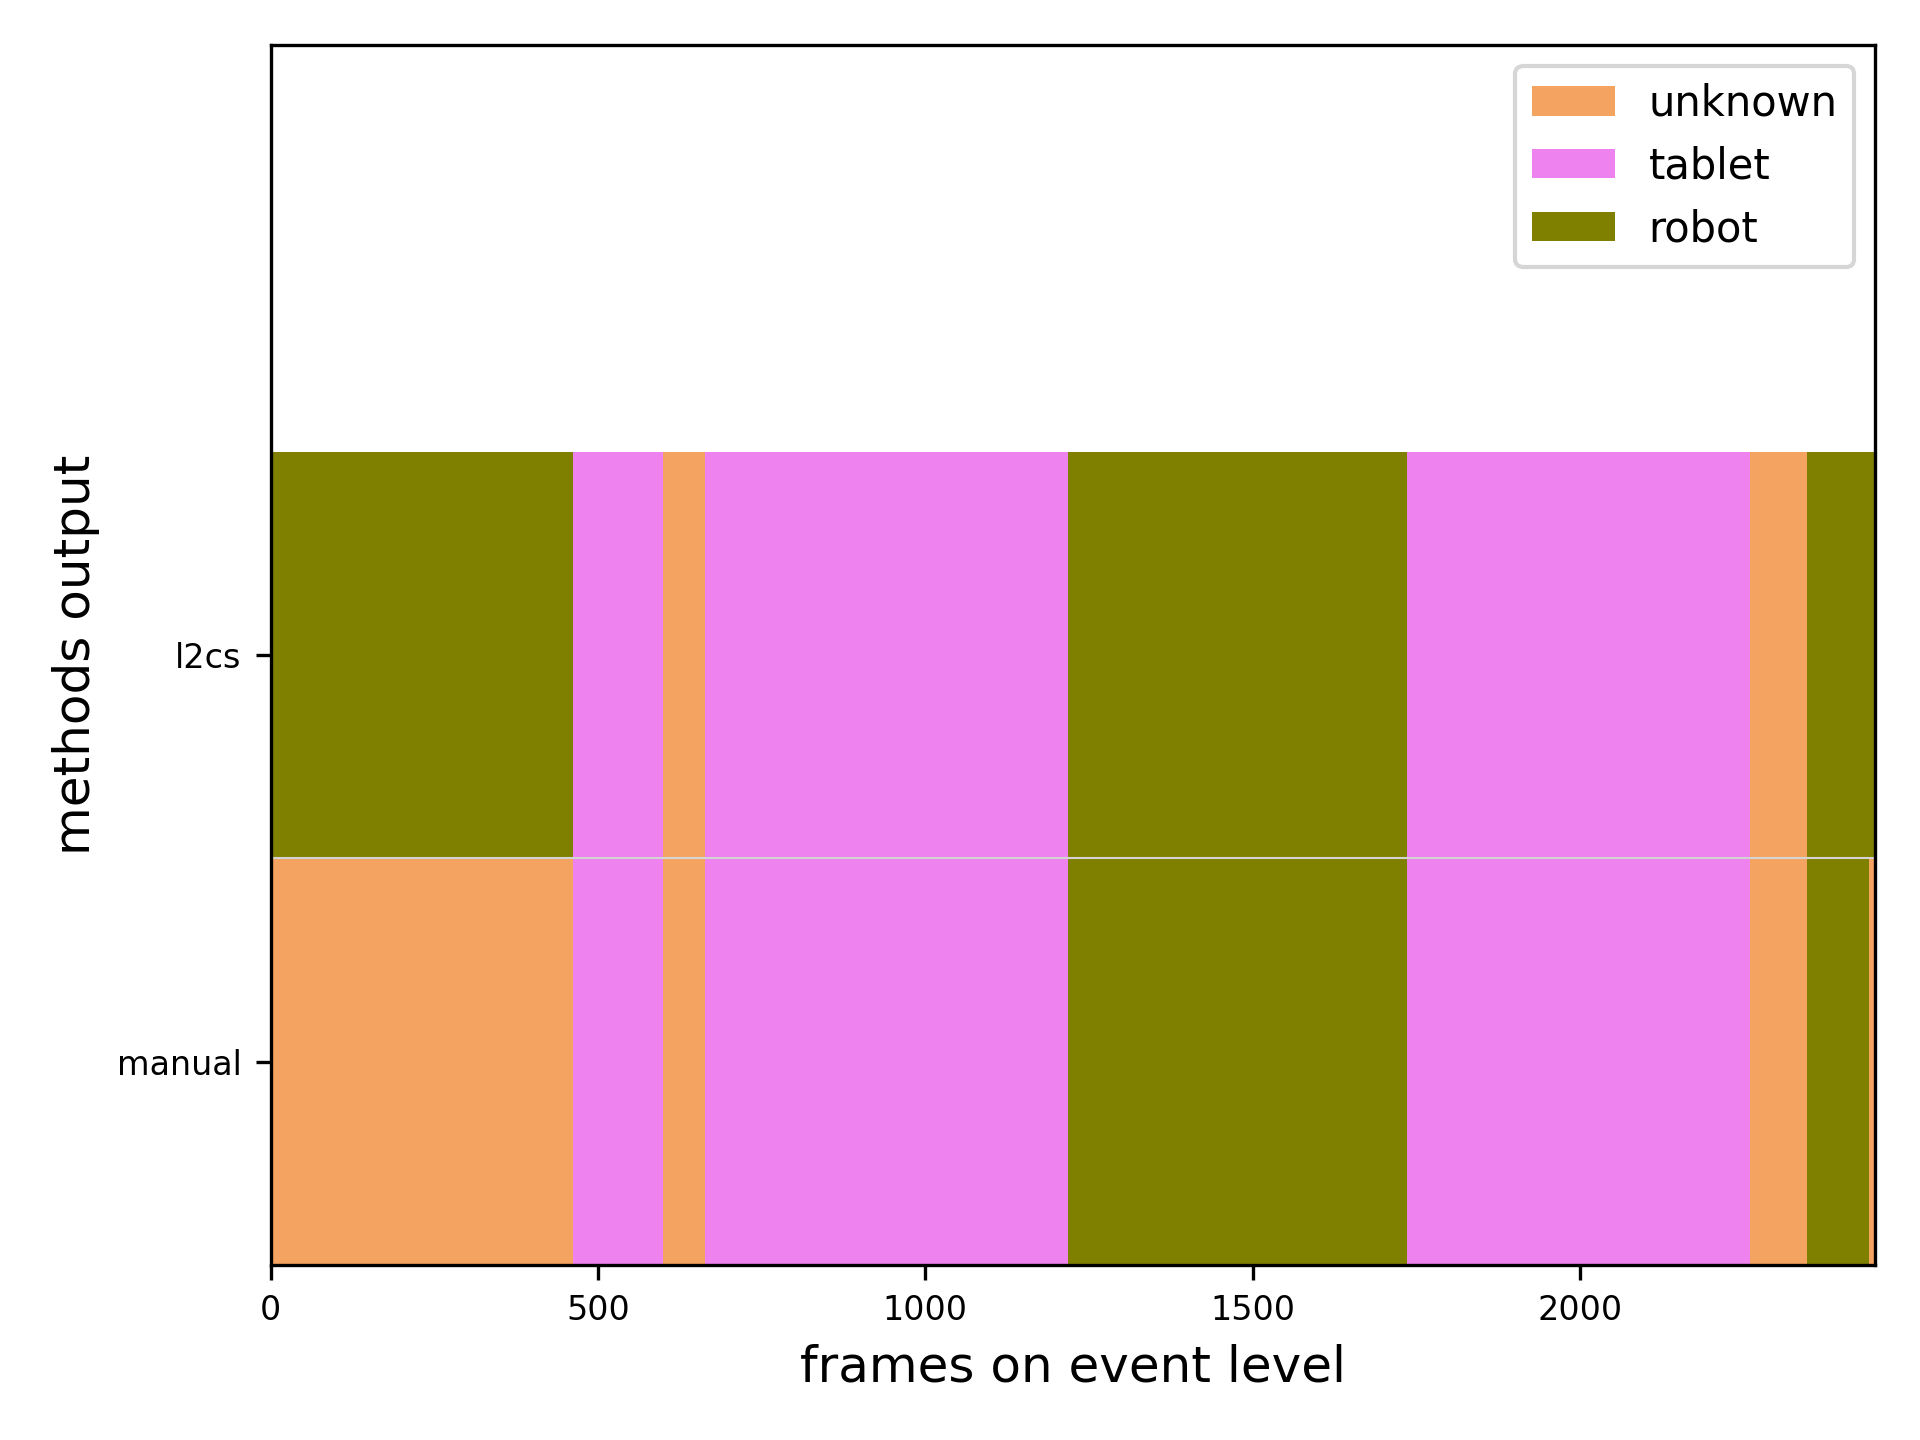 unknown
tablet
robot
methods output
l2cs
manual
0 500 1000 1500 2000
frames on event level